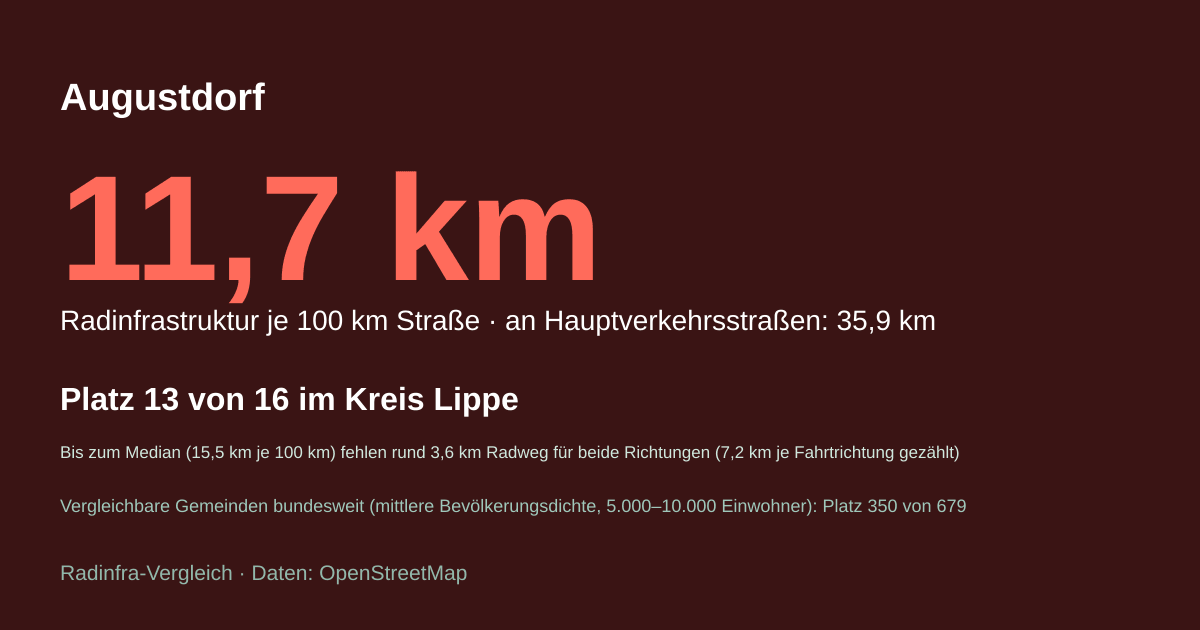 Augustdorf
11,7 km
Radinfrastruktur je 100 km Straße · an Hauptverkehrsstraßen: 35,9 km
Platz 13 von 16 im Kreis Lippe
Bis zum Median (15,5 km je 100 km) fehlen rund 3,6 km Radweg für beide Richtungen (7,2 km je Fahrtrichtung gezählt)
Vergleichbare Gemeinden bundesweit (mittlere Bevölkerungsdichte, 5.000–10.000 Einwohner): Platz 350 von 679
Radinfra-Vergleich · Daten: OpenStreetMap